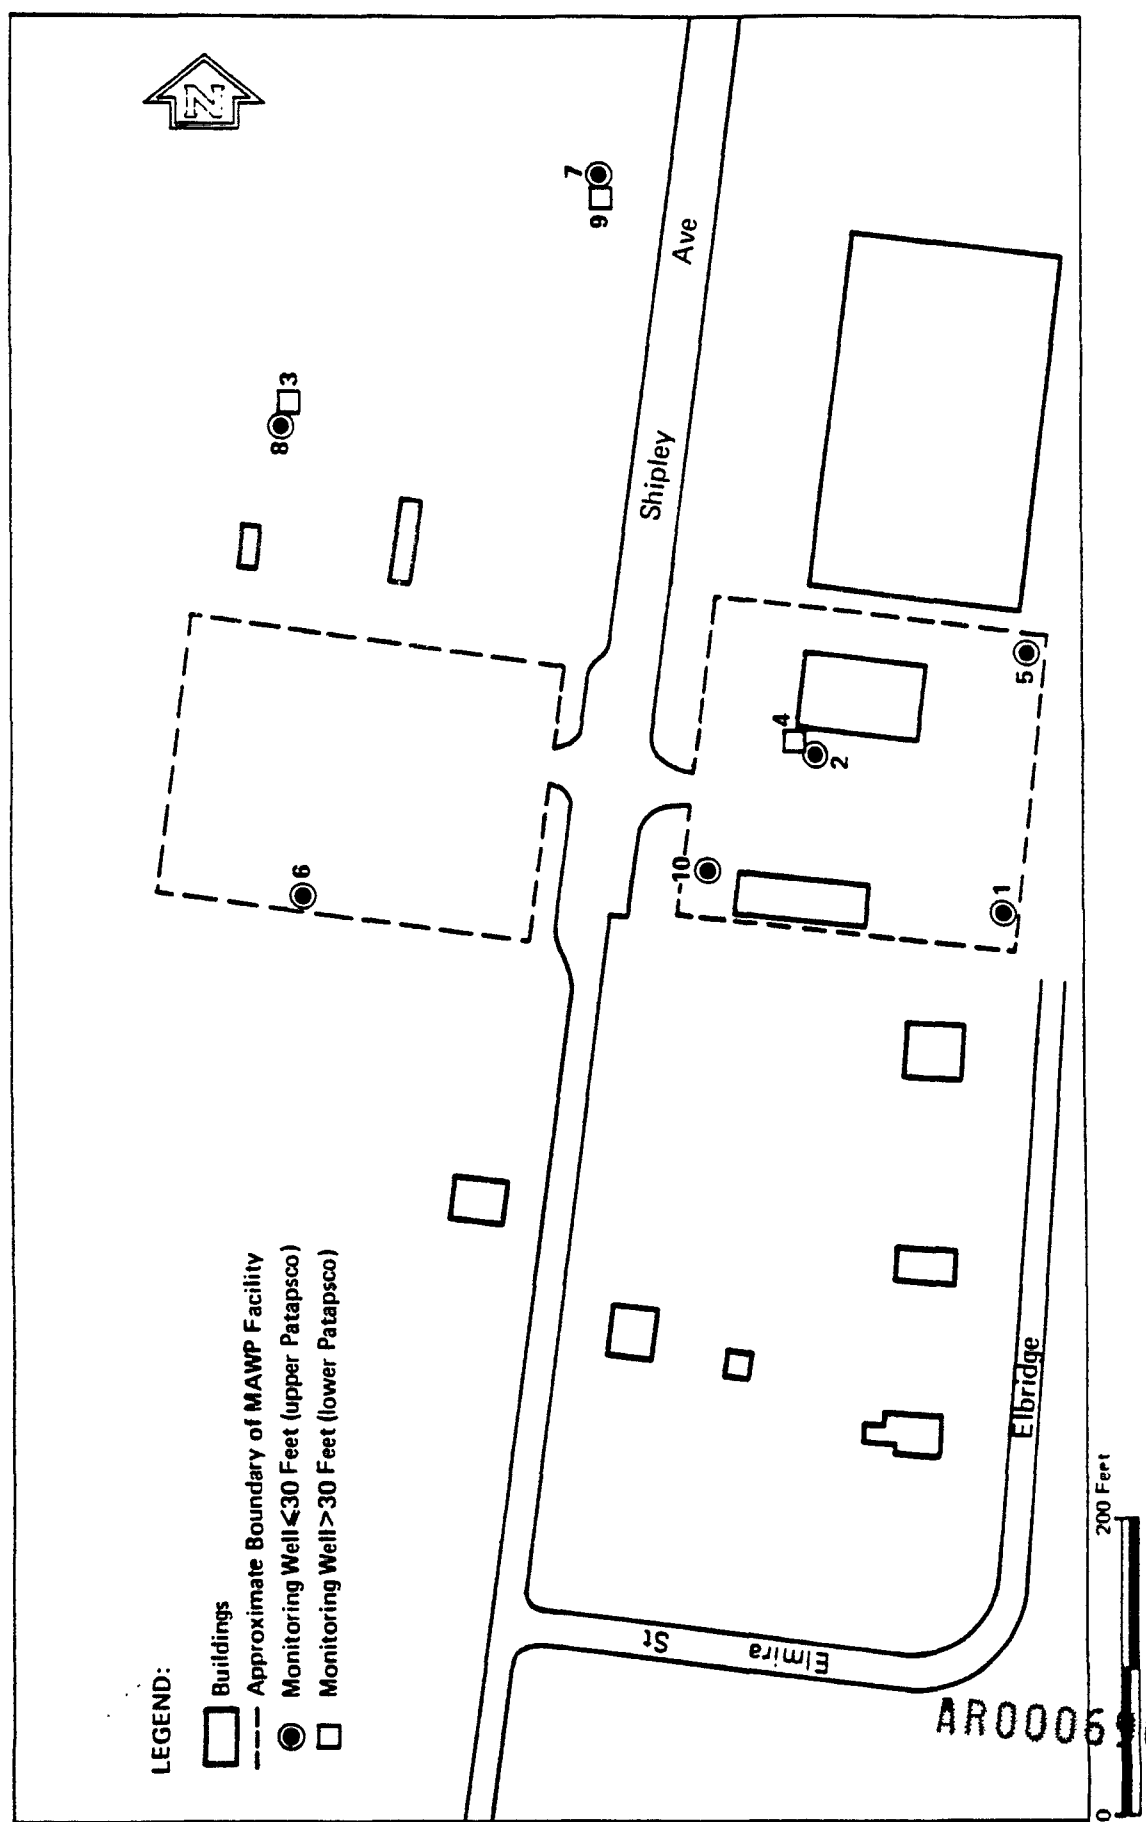 N
7
9
Ave
3
8
Shipley
5
4
2
10
6
1
LEGEND:
Buildings
Approximate Boundary of MAWP Facility
Monitoring Well ≤30 Feet (upper Patapsco)
Monitoring Well >30 Feet (lower Patapsco)
Elbridge
Elmira St
0
200 Feet
AR0006